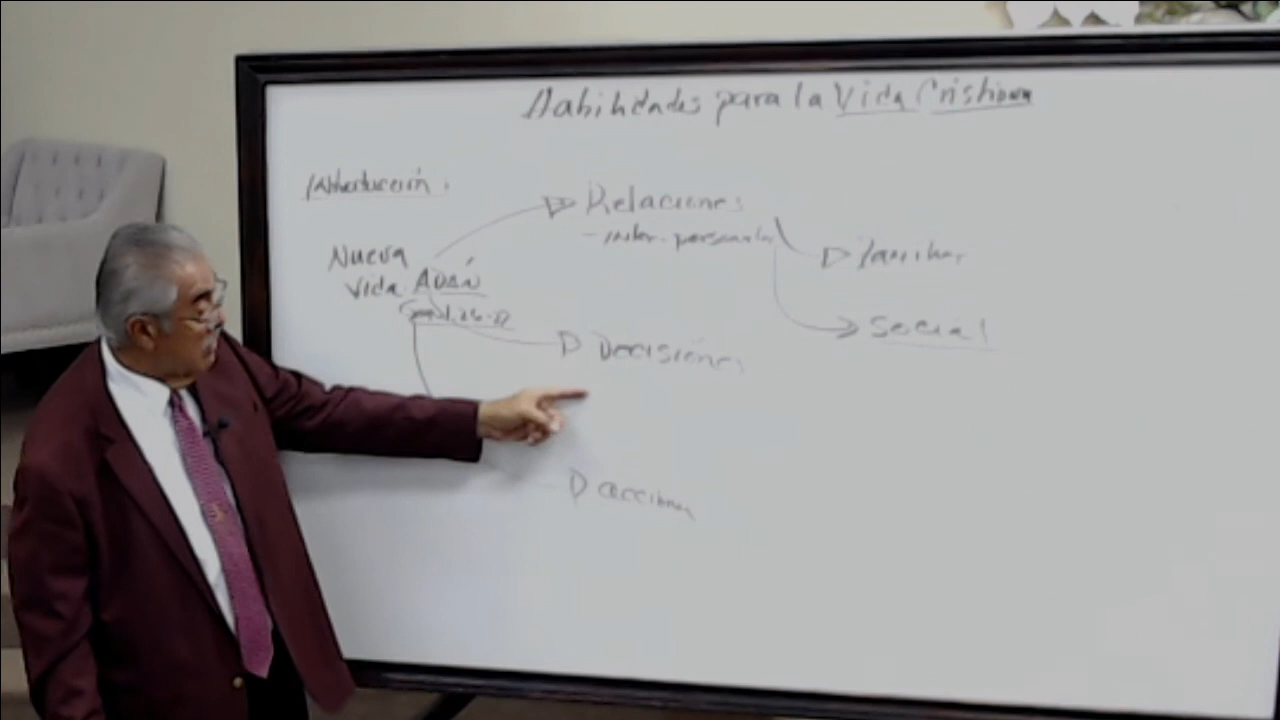 Habilidades para la Vida Cristiana
Introducción.
Relaciones
- inter. personales
Familiar
Nueva
Vida ADÁN
Social
Decisiones
acciones